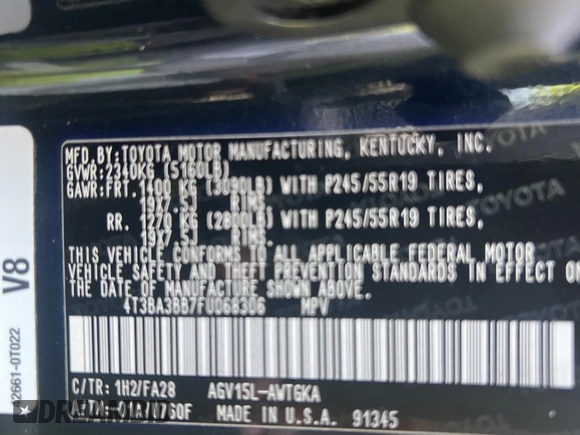 MFD.BY:TOYOTA MOTOR MANUFACTURING, KENTUCKY, INC.
GVWR:2340KG (5160LB)
GAWR:FRT.1400 KG (3090LB) WITH P245/55R19 TIRES,
19X7.5J RIMS
RR. 1270 KG (2800LB) WITH P245/55R19 TIRES,
19X7.5J RIMS.
THIS VEHICLE CONFORMS TO ALL APPLICABLE FEDERAL MOTOR
VEHICLE SAFETY AND THEFT PREVENTION STANDARDS IN EFFECT ON
THE DATE OF MANUFACTURE SHOWN ABOVE.
4T3BA3BB7FU068306 MPV
C/TR: 1H2/FA28 AGV15L-AWTGKA
MADE IN U.S.A. 91345
V8
2661-0T022
TOYOTA